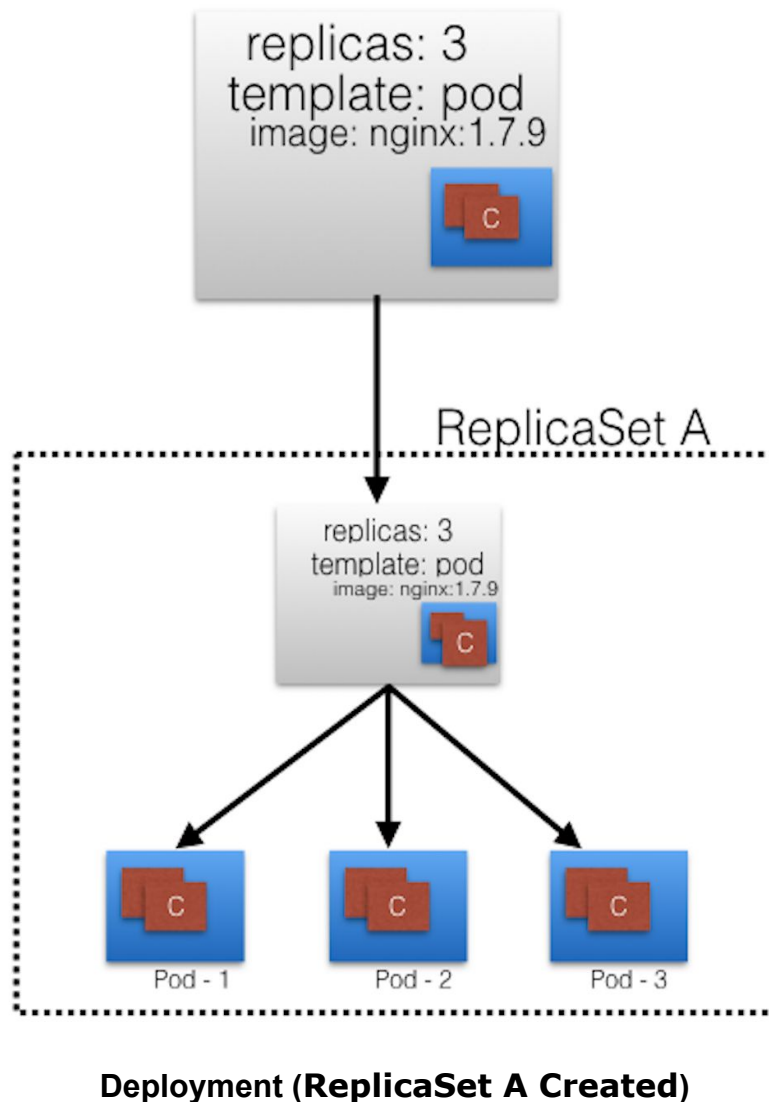 replicas: 3
template: pod
image: nginx:1.7.9
C
ReplicaSet A
replicas: 3
template: pod
image: nginx:1.7.9
C
C
C
C
Pod - 1
Pod - 2
Pod - 3
Deployment (ReplicaSet A Created)